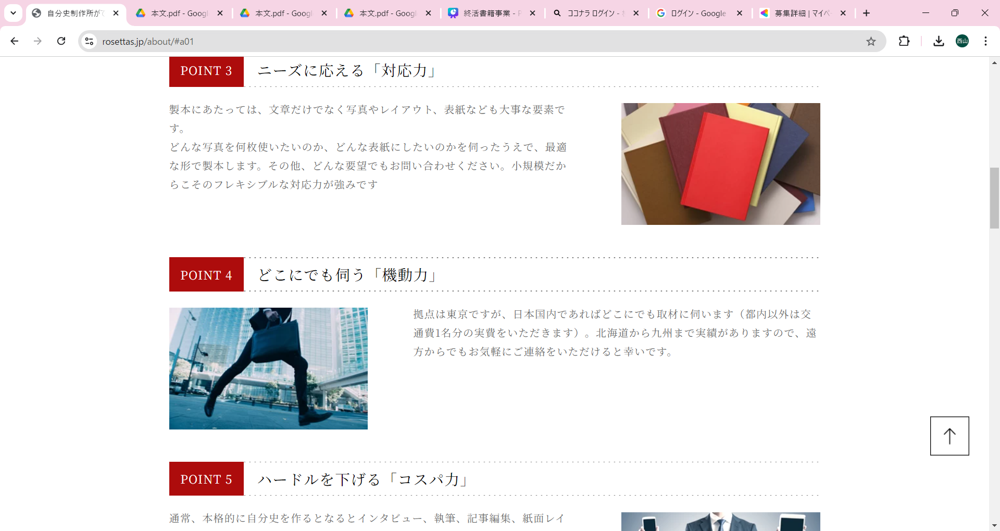 自分史制作所がで
本文.pdf - Googl
本文.pdf - Googl
本文.pdf - Googl
終活書籍事業 - P
ココナラ ログイン - 
ログイン - Google
募集詳細 | マイペ
rosettas.jp/about/#a01
西山
POINT 3
ニーズに応える「対応力」
製本にあたっては、文章だけでなく写真やレイアウト、表紙なども大事な要素で
す。
どんな写真を何枚使いたいのか、どんな表紙にしたいのかを伺ったうえで、最適
な形で製本します。その他、どんな要望でもお問い合わせください。小規模だか
らこそのフレキシブルな対応力が強みです
POINT 4
どこにでも伺う「機動力」
拠点は東京ですが、日本国内であればどこにでも取材に伺います（都内以外は交
通費1名分の実費をいただきます）。北海道から九州まで実績がありますので、遠
方からでもお気軽にご連絡をいただけると幸いです。
POINT 5
ハードルを下げる「コスパ力」
通常、本格的に自分史を作るとなるとインタビュー、執筆、記事編集、紙面レイ